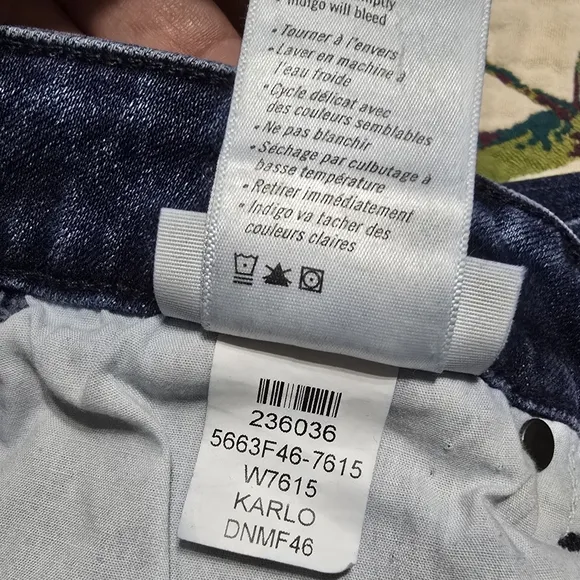 Indigo will bleed
• Tourner à l'envers
• Laver en machine à
l'eau froide
• Cycle délicat avec
des couleurs semblables
• Ne pas blanchir
• Séchage par culbutage à
basse température
• Retirer immédiatement
• Indigo va tacher des
couleurs claires
236036
5663F46-7615
W7615
KARLO
DNMF46